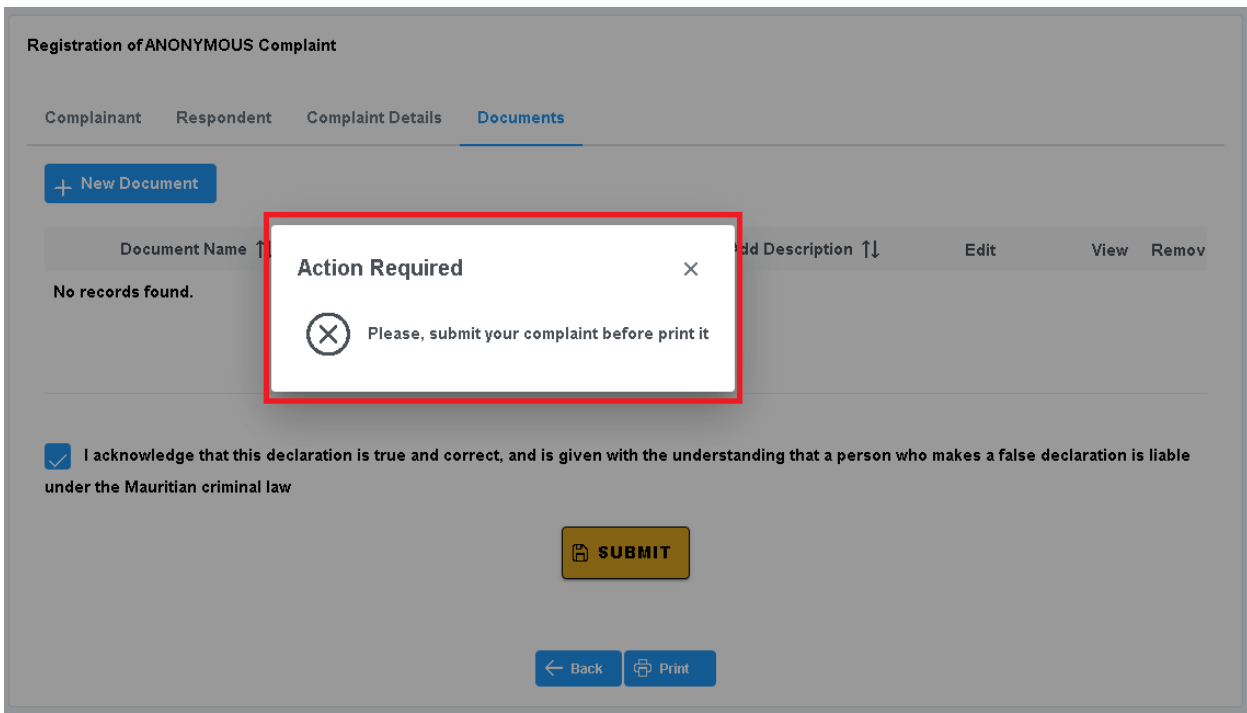 Registration of ANONYMOUS Complaint
Complainant Respondent Complaint Details Documents
New Document
Document Name dd Description Edit View Remov
Action Required
No records found.
Please, submit your complaint before print it
I acknowledge that this declaration is true and correct, and is given with the understanding that a person who makes a false declaration is liable
under the Mauritian criminal law
SUBMIT
Back Print